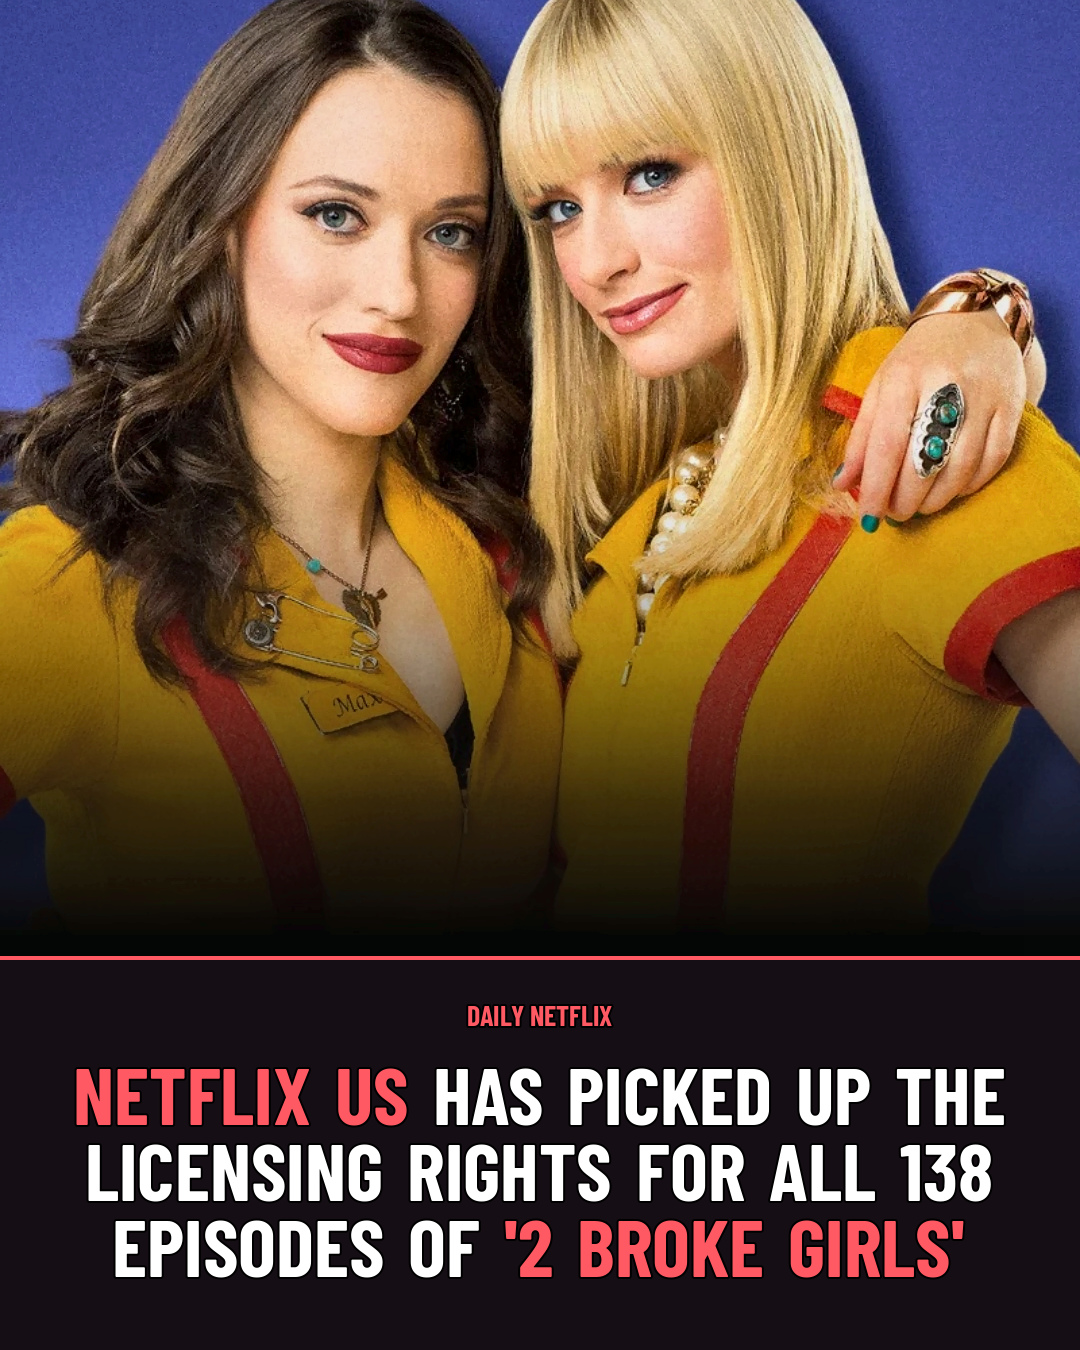 Max
DAILY NETFLIX
NETFLIX US HAS PICKED UP THE
LICENSING RIGHTS FOR ALL 138
EPISODES OF '2 BROKE GIRLS'